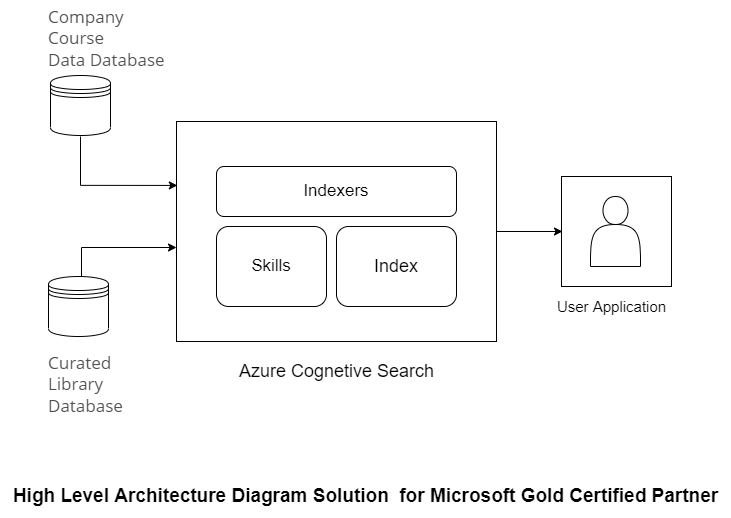 Company
Course
Data Database
Indexers
Skills
Index
User Application
Curated
Library
Database
Azure Cognetive Search
High Level Architecture Diagram Solution  for Microsoft Gold Certified Partner